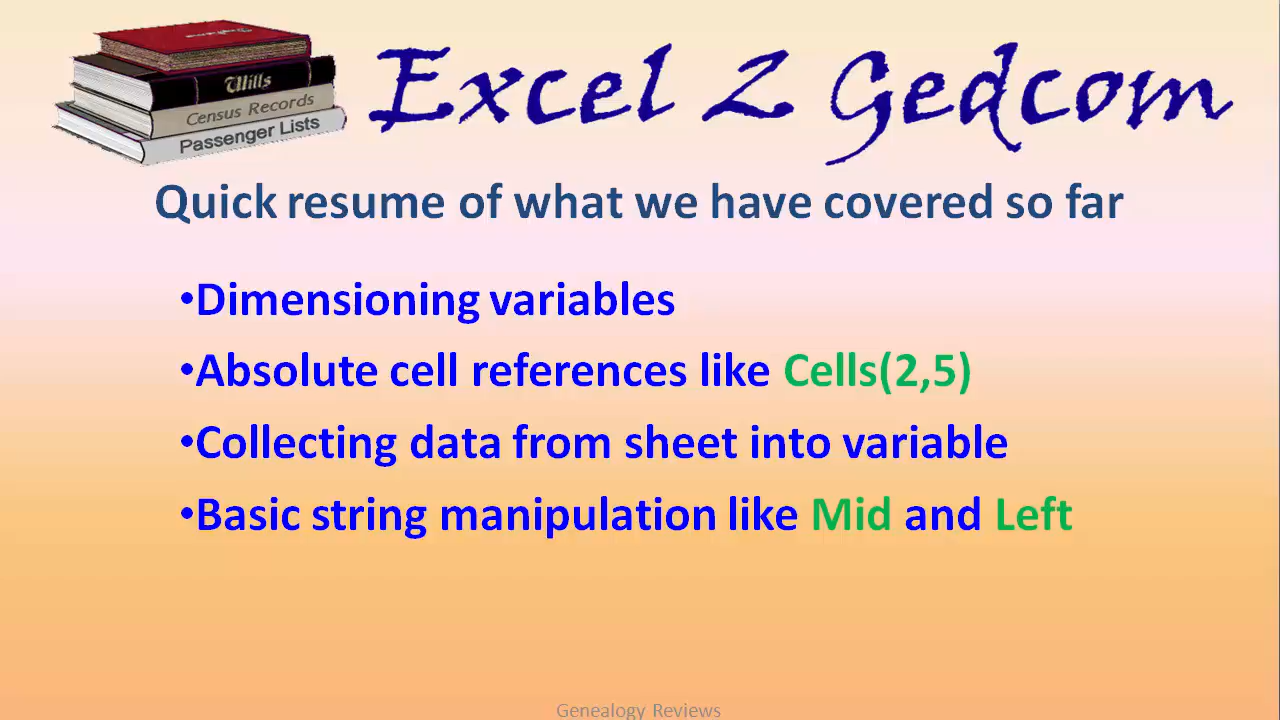 Excel 2 Gedcom
Wills
Census Records
Passenger Lists
Quick resume of what we have covered so far
•Dimensioning variables
•Absolute cell references like Cells(2,5)
•Collecting data from sheet into variable
•Basic string manipulation like Mid and Left
Genealogy Reviews